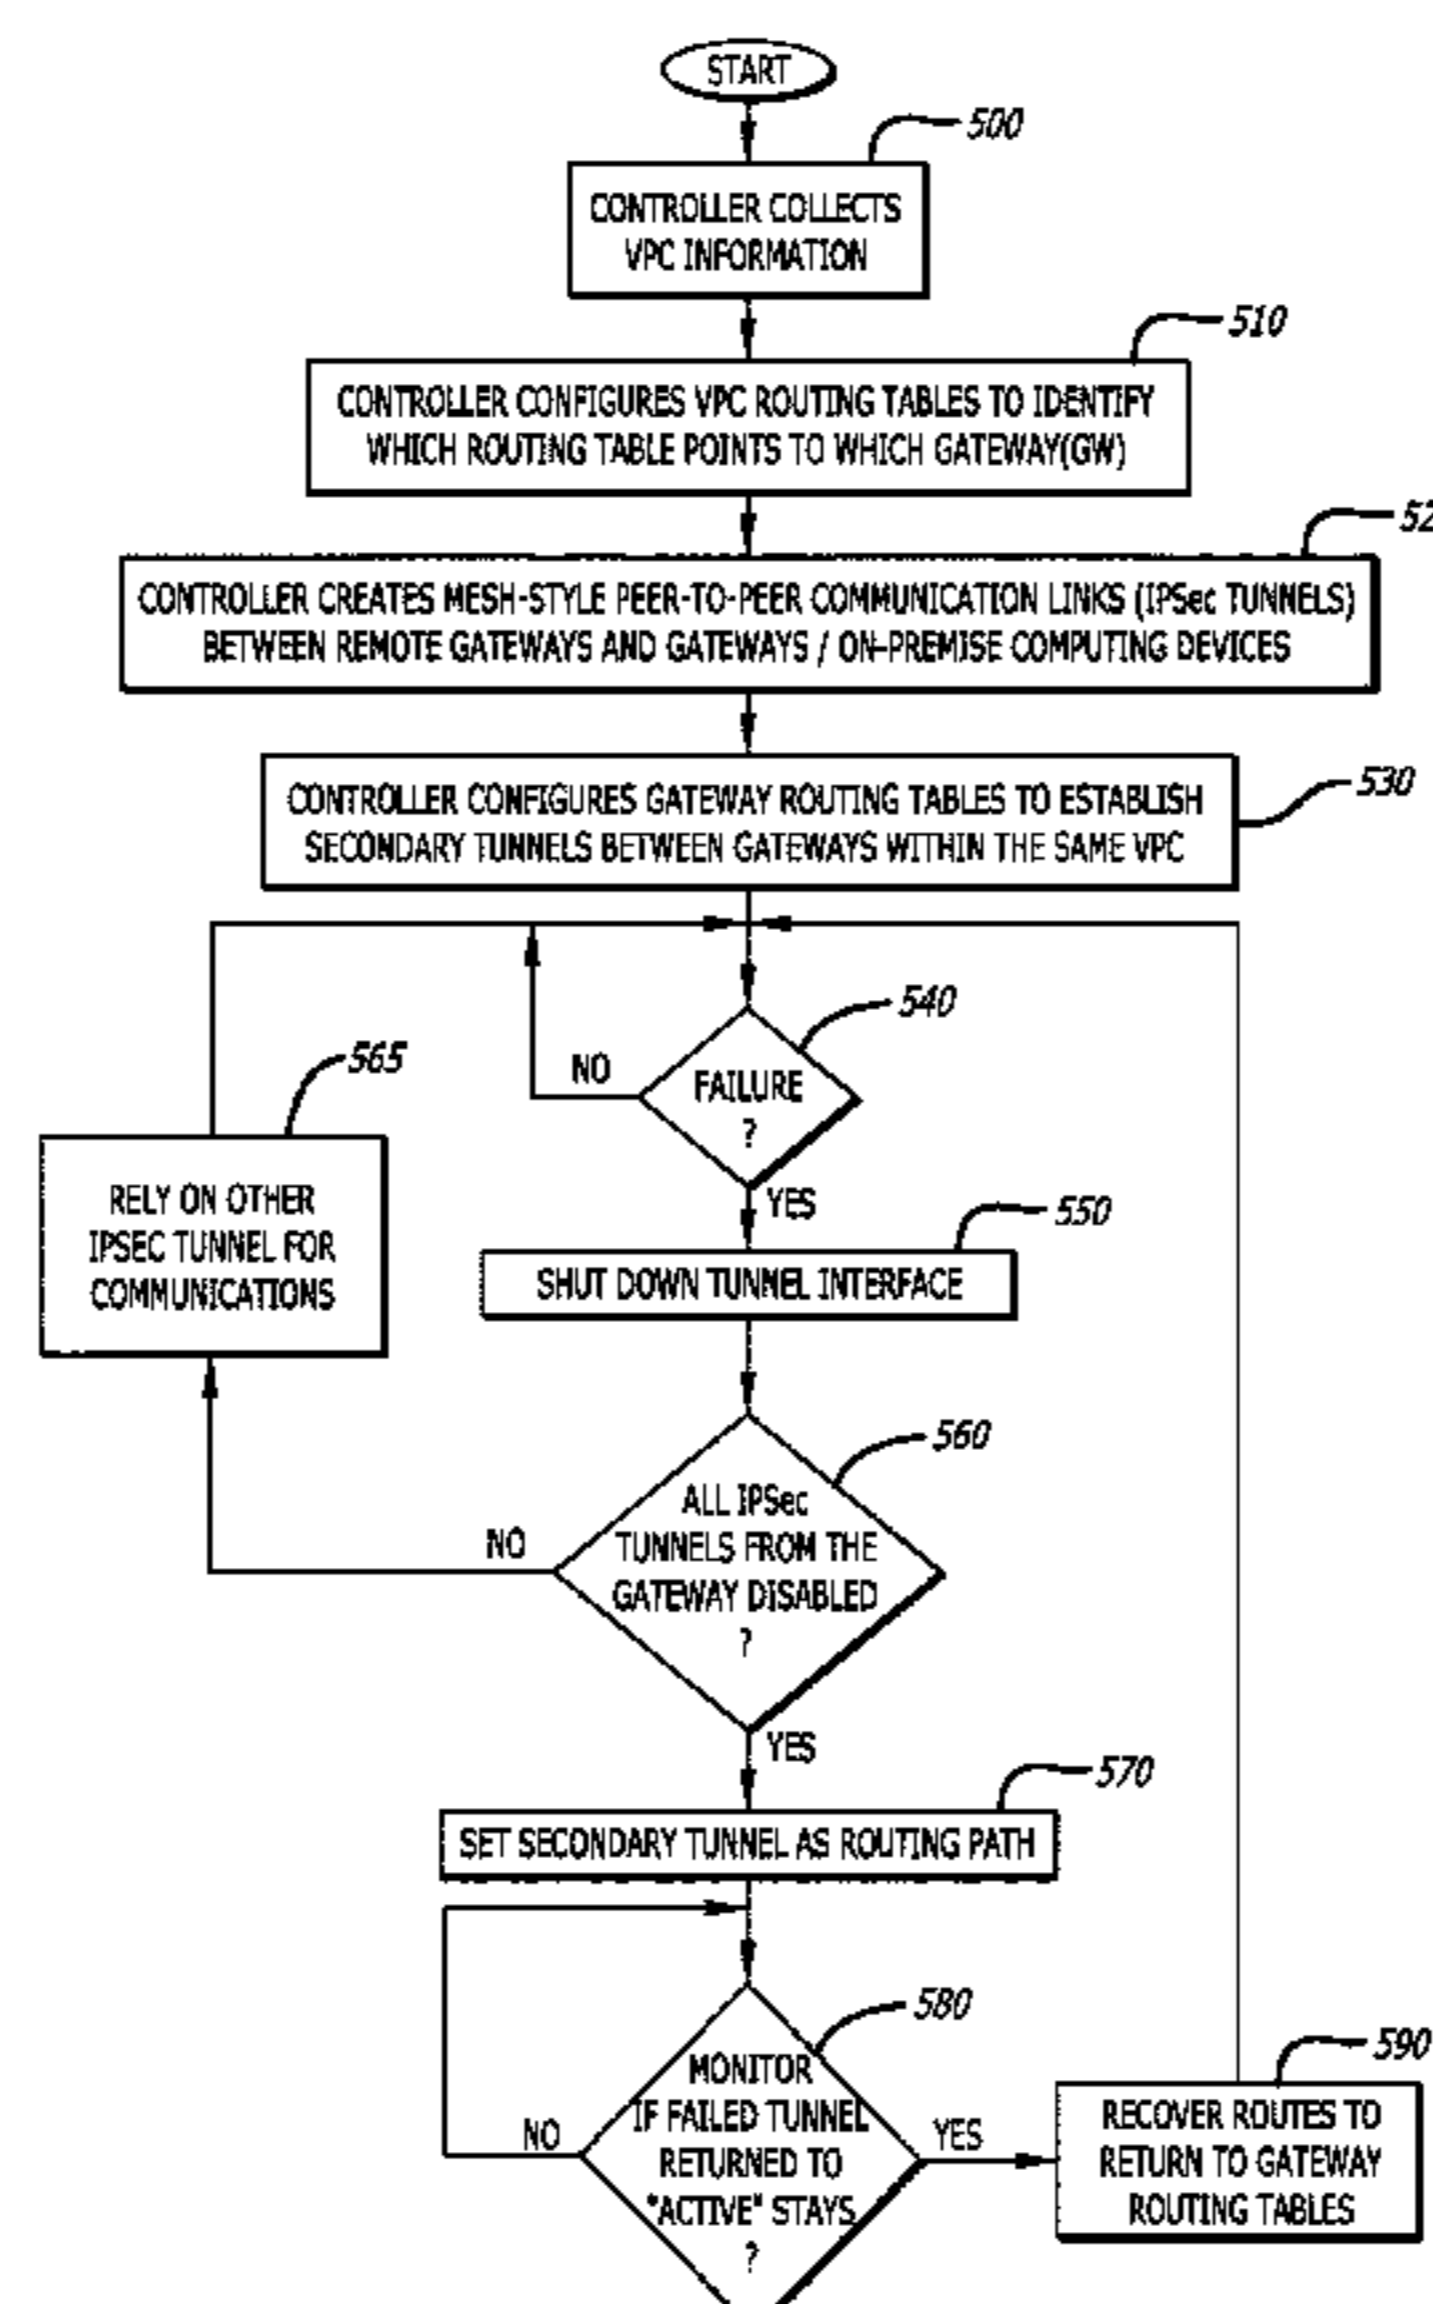 START
500
CONTROLLER COLLECTS
VPC INFORMATION
510
CONTROLLER CONFIGURES VPC ROUTING TABLES TO IDENTIFY
WHICH ROUTING TABLE POINTS TO WHICH GATEWAY(GW)
52
CONTROLLER CREATES MESH-STYLE PEER-TO-PEER COMMUNICATION LINKS (IPSec TUNNELS)
BETWEEN REMOTE GATEWAYS AND GATEWAYS / ON-PREMISE COMPUTING DEVICES
530
CONTROLLER CONFIGURES GATEWAY ROUTING TABLES TO ESTABLISH
SECONDARY TUNNELS BETWEEN GATEWAYS WITHIN THE SAME VPC
540
FAILURE
?
NO
YES
565
RELY ON OTHER
IPSEC TUNNEL FOR
COMMUNICATIONS
550
SHUT DOWN TUNNEL INTERFACE
560
ALL IPSec
TUNNELS FROM THE
GATEWAY DISABLED
?
NO
YES
570
SET SECONDARY TUNNEL AS ROUTING PATH
580
MONITOR
IF FAILED TUNNEL
RETURNED TO
"ACTIVE" STAYS
?
NO
YES
590
RECOVER ROUTES TO
RETURN TO GATEWAY
ROUTING TABLES